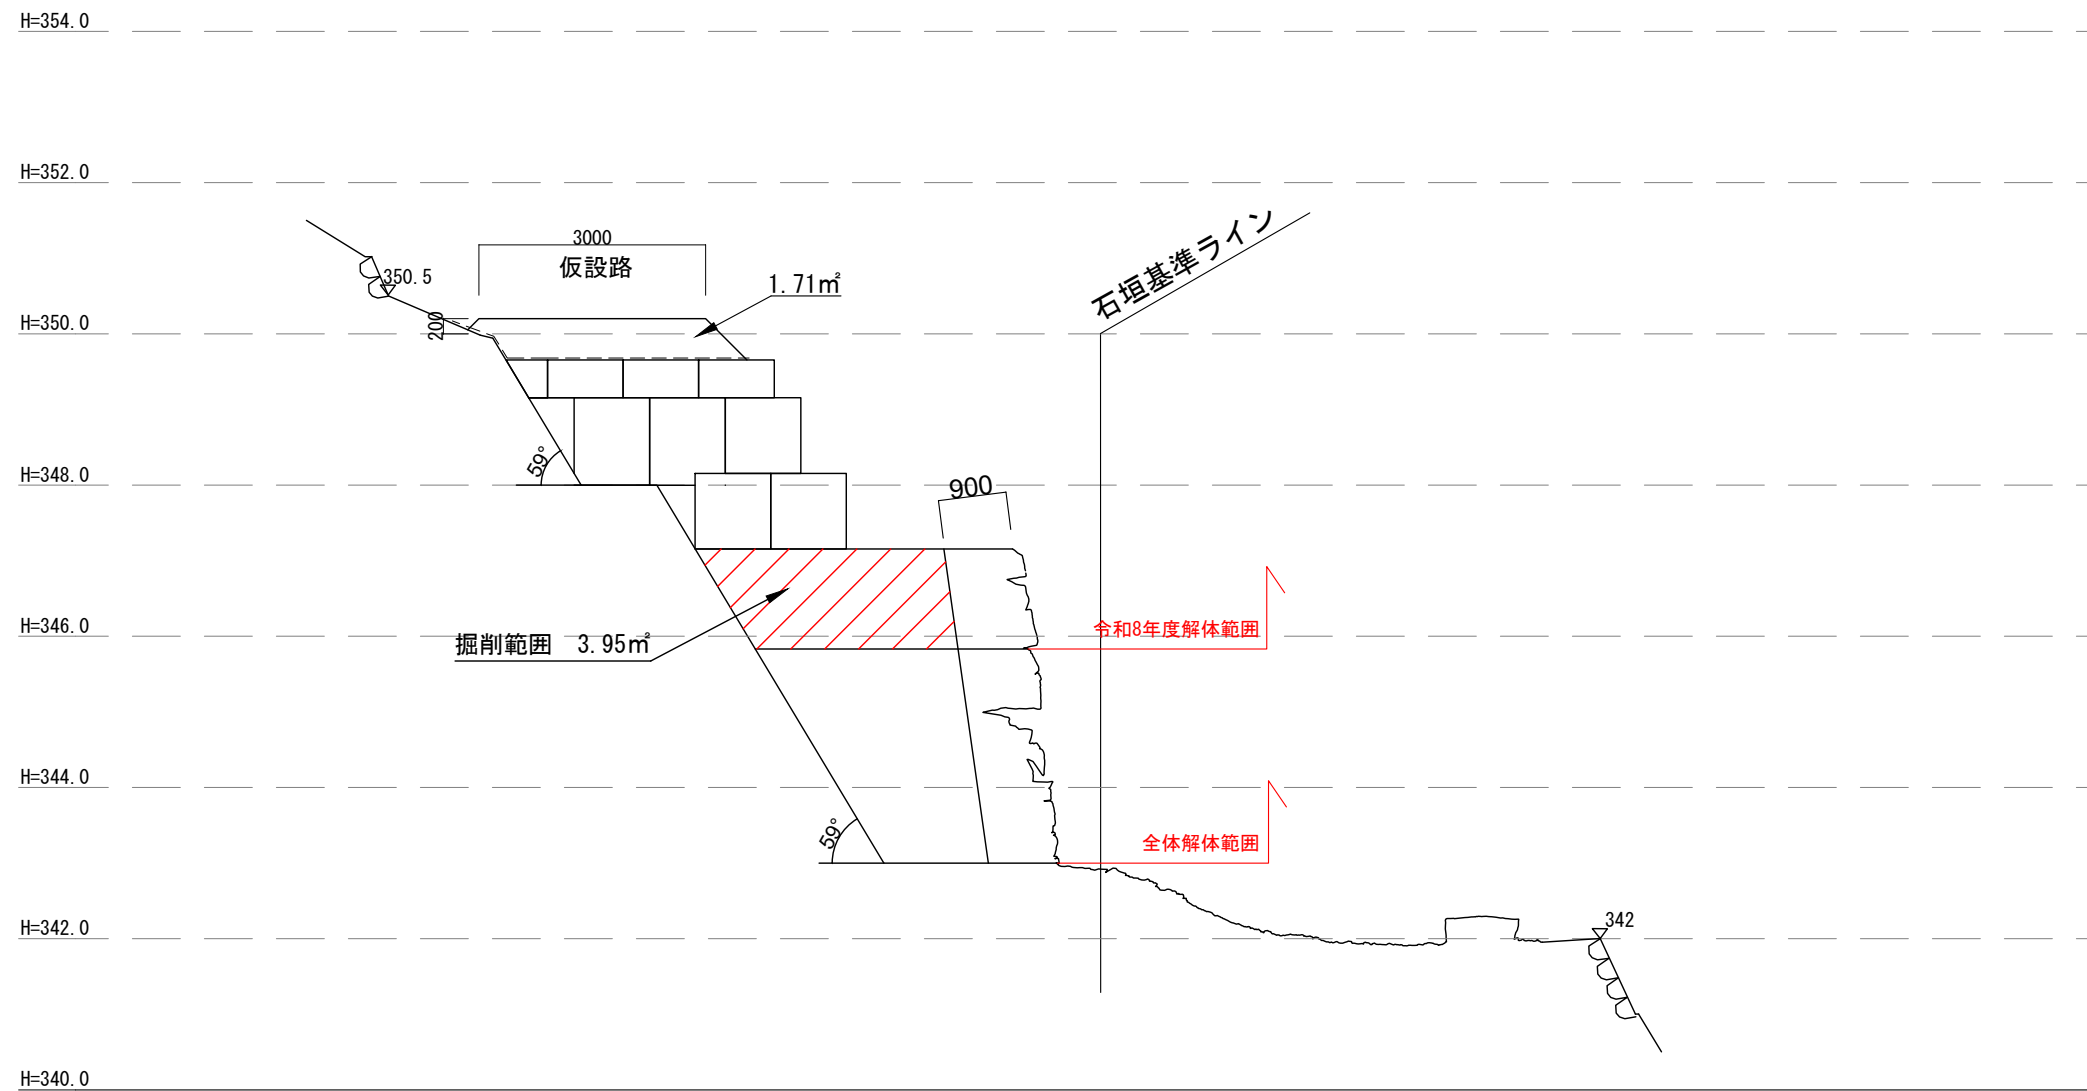 H=354.0
H=352.0
3000
仮設路
350.5
1.71㎡
石垣基準ライン
H=350.0
200
H=348.0
59°
900
H=346.0
令和8年度解体範囲
掘削範囲　3.95㎡
H=344.0
59°
全体解体範囲
H=342.0
342
H=340.0